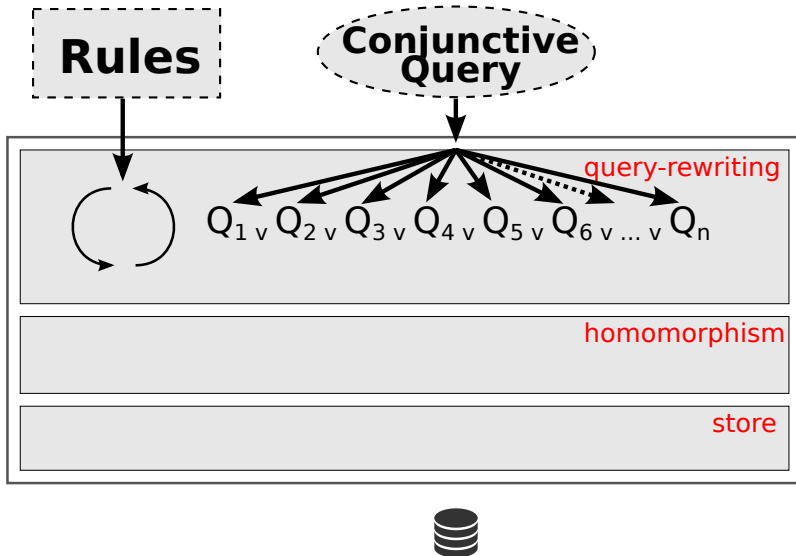 Rules
Conjunctive
Query
query-rewriting
Q1 v Q2 v Q3 v Q4 v Q5 v Q6 v ... v Qn
homomorphism
store